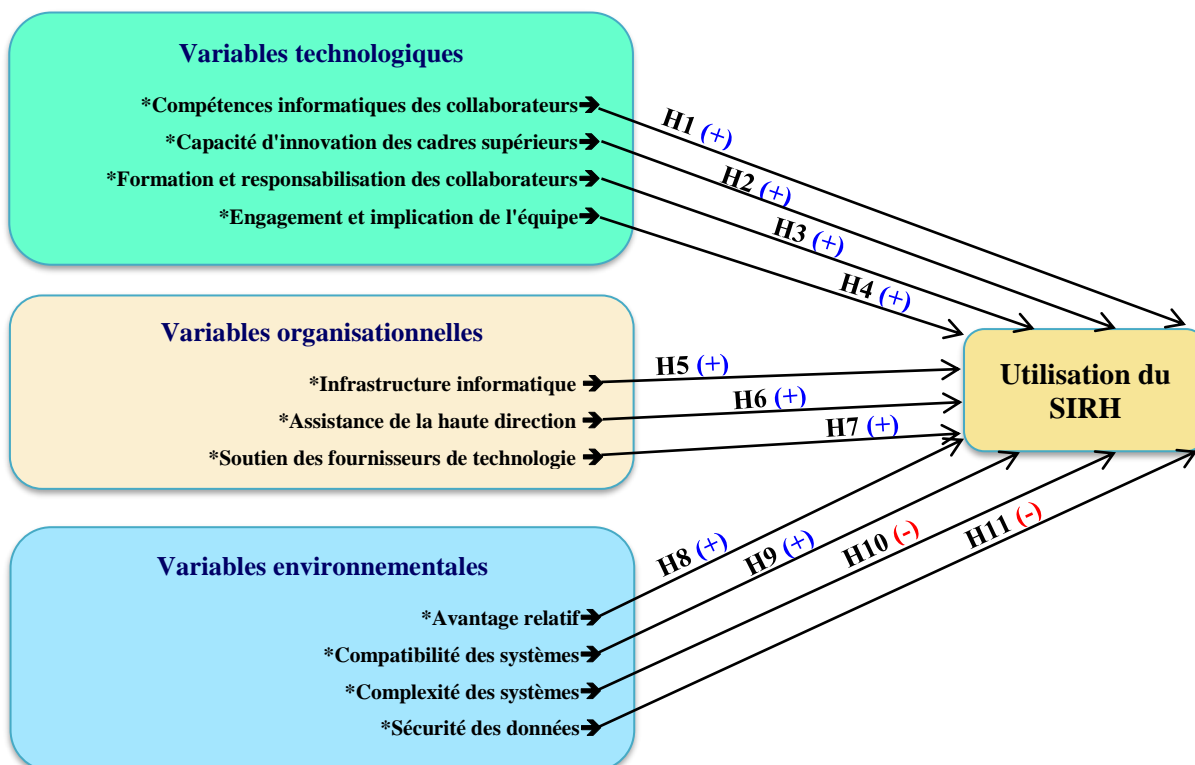 Variables technologiques
*Compétences informatiques des collaborateurs➔
*Capacité d'innovation des cadres supérieurs➔
*Formation et responsabilisation des collaborateurs➔
*Engagement et implication de l'équipe➔
H1 (+)
H2 (+)
H3 (+)
H4 (+)
Variables organisationnelles
*Infrastructure informatique➔
*Assistance de la haute direction➔
*Soutien des fournisseurs de technologie➔
H5 (+)
H6 (+)
H7 (+)
Utilisation du
SIRH
Variables environnementales
*Avantage relatif➔
*Compatibilité des systèmes➔
*Complexité des systèmes➔
*Sécurité des données➔
H8 (+)
H9 (+)
H10 (-)
H11 (-)